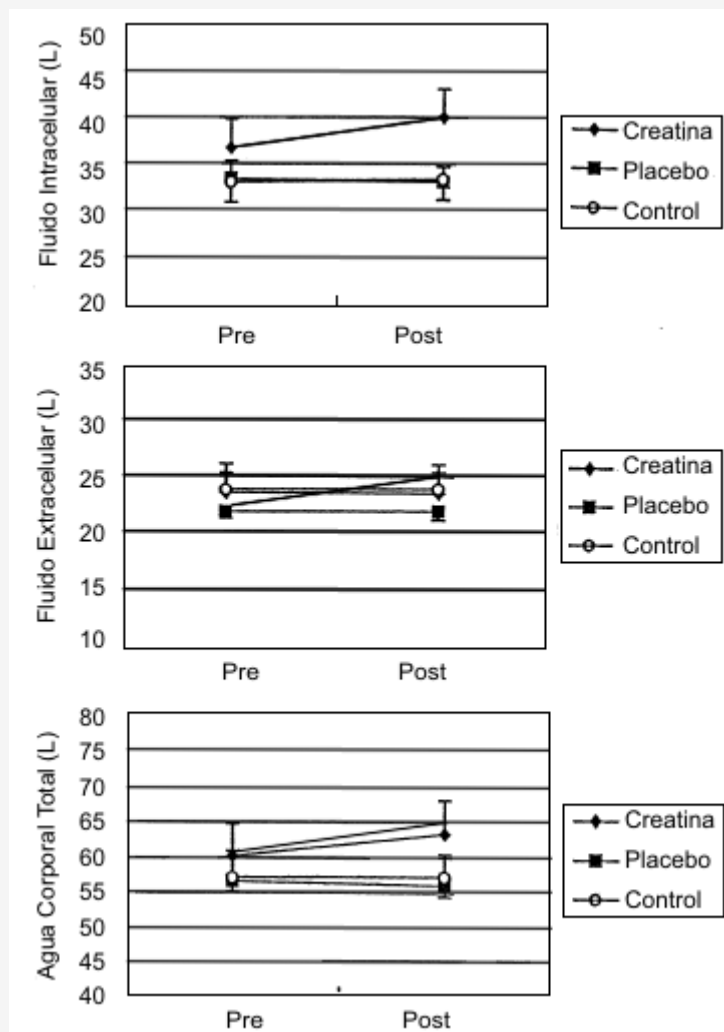 Fluido Intracelular (L)
50
45
40
35
30
25
20
Pre
Post
Creatina
Placebo
Control
Fluido Extracelular (L)
35
30
25
20
15
10
Pre
Post
Creatina
Placebo
Control
Agua Corporal Total (L)
80
75
70
65
60
55
50
45
40
Pre
Post
Creatina
Placebo
Control